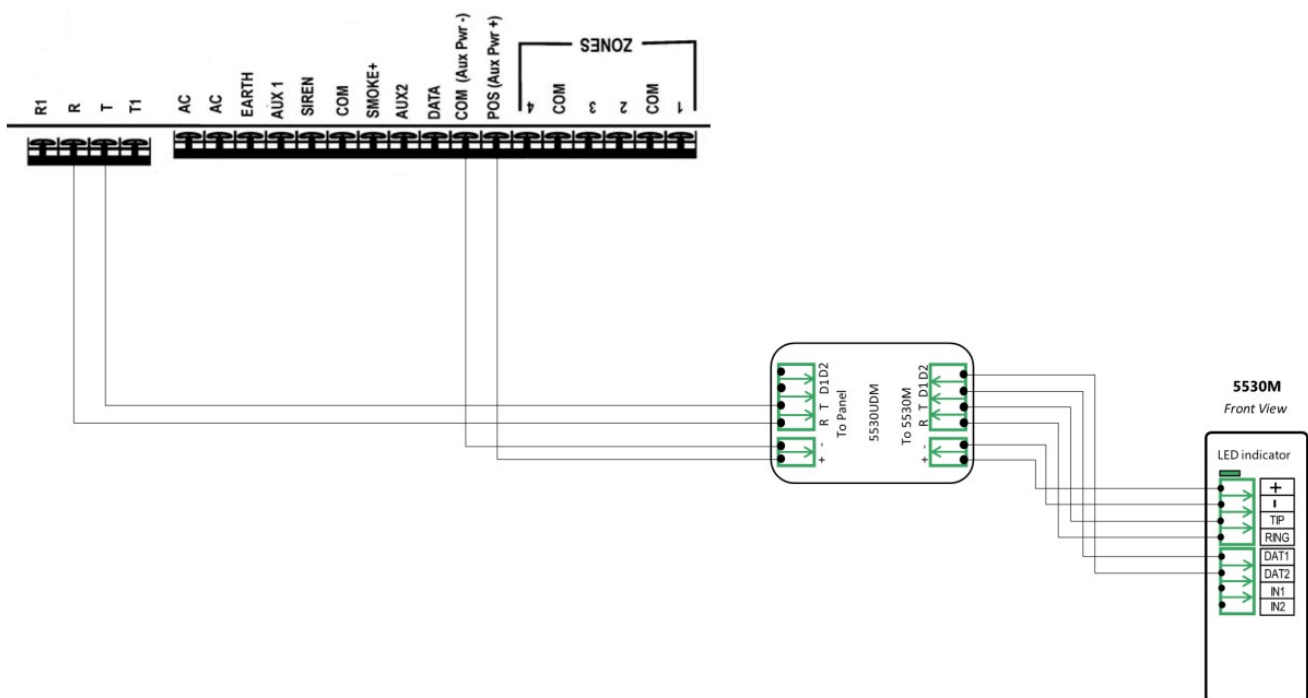 ZONES
R1
R
T
T1
AC
AC
EARTH
AUX 1
SIREN
COM
SMOKE+
AUX2
DATA
COM (Aux Pwr -)
POS (Aux Pwr +)
4
COM
3
2
COM
1
R T D1 D2
- +
To Panel
5530UDM
To 5530M
R T D1 D2
- +
5530M
Front View
LED indicator
+
-
TIP
RING
DAT1
DAT2
IN1
IN2